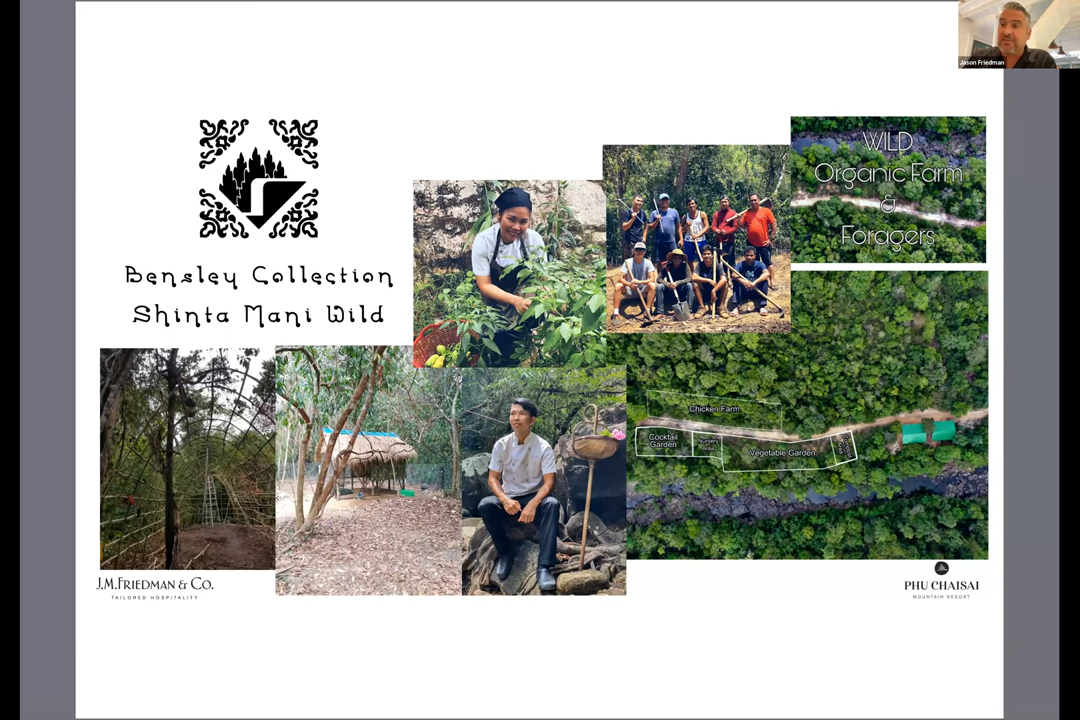 Jason Friedman
WILD
Organic Farm
&
Foragers
Bensley Collection
Shinta Mani Wild
Chicken Farm
Cocktail
Garden
Nursery
Area
Vegetable Garden
J.M.FRIEDMAN & CO.
TAILORED HOSPITALITY
PHU CHAISAI
MOUNTAIN RESORT